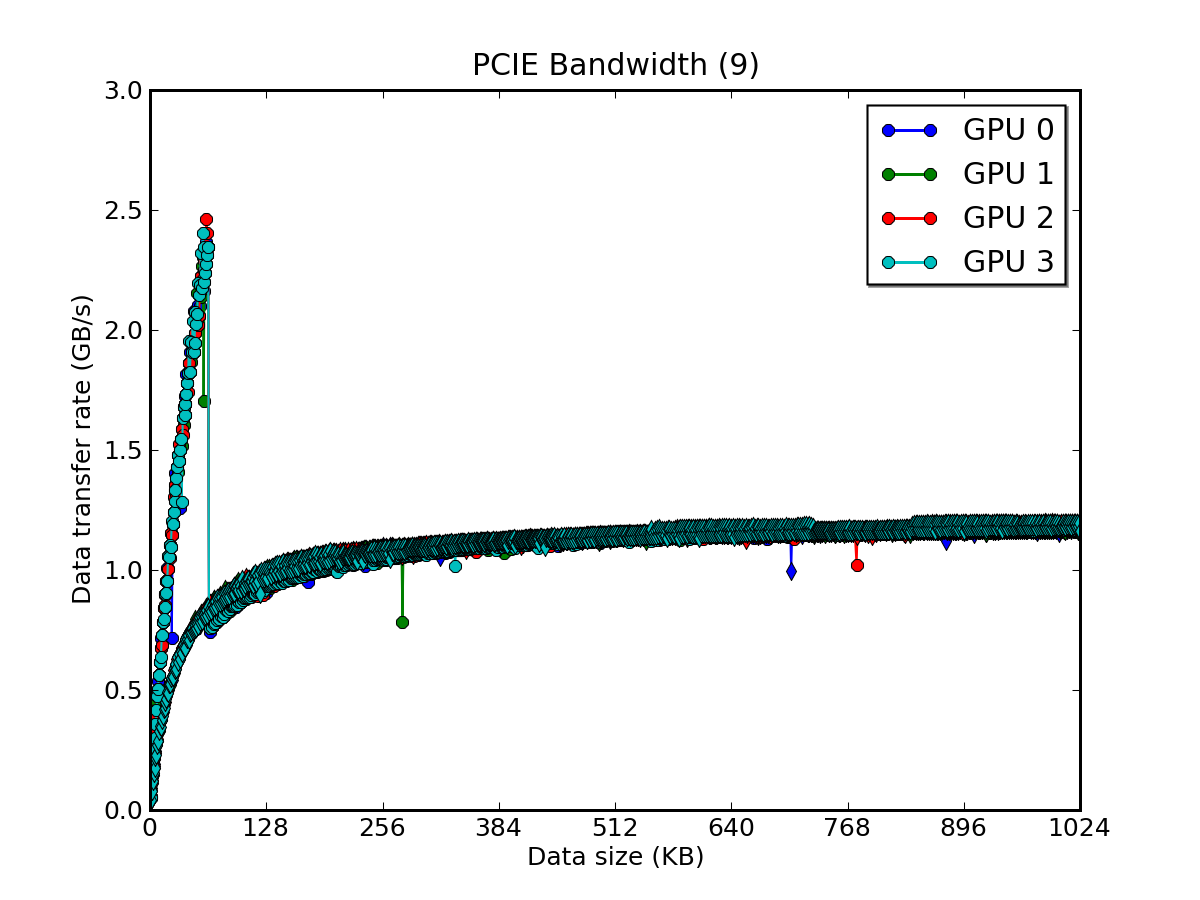 PCIE Bandwidth (9)
3.0
2.5
2.0
1.5
1.0
0.5
0.0
Data transfer rate (GB/s)
GPU 0
GPU 1
GPU 2
GPU 3
0 128 256 384 512 640 768 896 1024
Data size (KB)